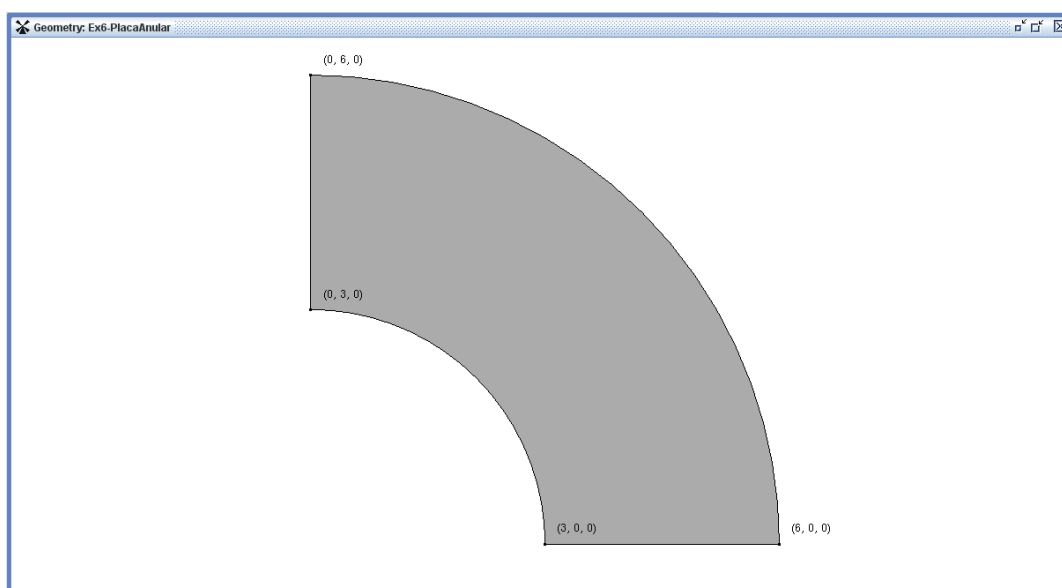 Geometry: Ex6-PlacaAnular
(0, 6, 0)
(0, 3, 0)
(3, 0, 0)
(6, 0, 0)